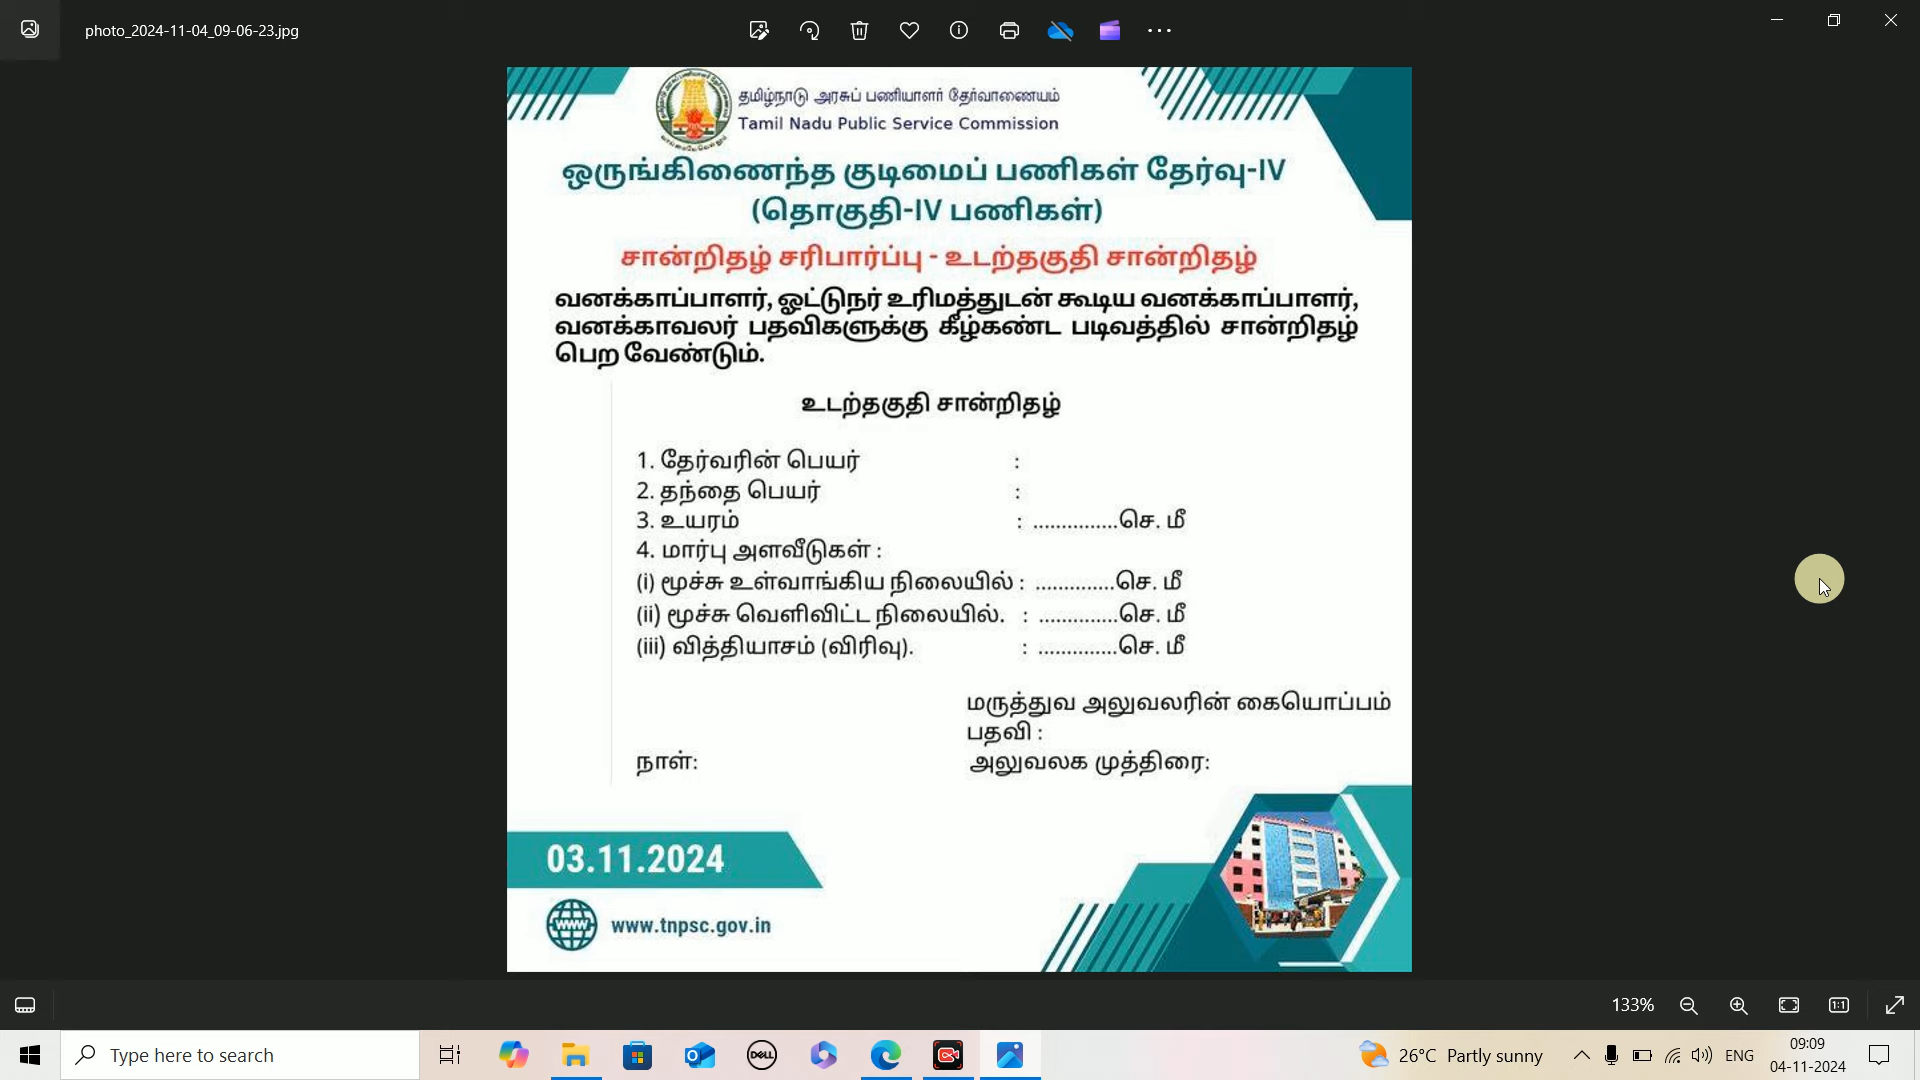 photo_2024-11-04_09-06-23.jpg
தமிழ்நாடு அரசுப் பணியாளர் தேர்வாணையம்
Tamil Nadu Public Service Commission
ஒருங்கிணைந்த குடிமைப் பணிகள் தேர்வு-IV
(தொகுதி-IV பணிகள்)
சான்றிதழ் சரிபார்ப்பு - உடற்தகுதி சான்றிதழ்
வனக்காப்பாளர், ஓட்டுநர் உரிமத்துடன் கூடிய வனக்காப்பாளர்,
வனக்காவலர் பதவிகளுக்கு கீழ்கண்ட படிவத்தில் சான்றிதழ்
பெற வேண்டும்.
உடற்தகுதி சான்றிதழ்
1. தேர்வரின் பெயர் :
2. தந்தை பெயர் :
3. உயரம் : ...............செ. மீ
4. மார்பு அளவீடுகள் :
(i) மூச்சு உள்வாங்கிய நிலையில் : ..............செ. மீ
(ii) மூச்சு வெளிவிட்ட நிலையில். : ..............செ. மீ
(iii) வித்தியாசம் (விரிவு). : ..............செ. மீ
மருத்துவ அலுவலரின் கையொப்பம்
பதவி :
நாள்: அலுவலக முத்திரை:
03.11.2024
www
www.tnpsc.gov.in
133%
1:1
Type here to search
DELL
26°C Partly sunny
ENG
09:09
04-11-2024